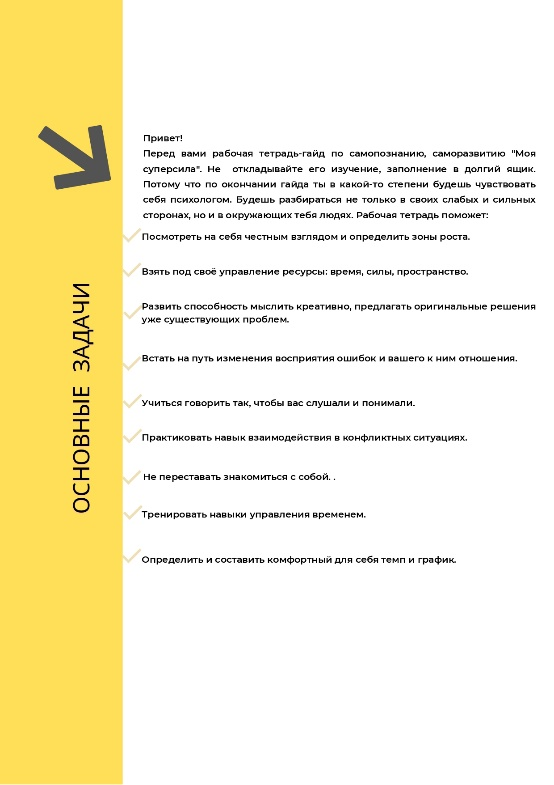 ОСНОВНЫЕ ЗАДАЧИ
Привет!
Перед вами рабочая тетрадь-гайд по самопознанию, саморазвитию "Моя
суперсила". Не откладывайте его изучение, заполнение в долгий ящик.
Потому что по окончании гайда ты в какой-то степени будешь чувствовать
себя психологом. Будешь разбираться не только в своих слабых и сильных
сторонах, но и в окружающих тебя людях. Рабочая тетрадь поможет:
Посмотреть на себя честным взглядом и определить зоны роста.
Взять под своё управление ресурсы: время, силы, пространство.
Развить способность мыслить креативно, предлагать оригинальные решения
уже существующих проблем.
Встать на путь изменения восприятия ошибок и вашего к ним отношения.
Учиться говорить так, чтобы вас слушали и понимали.
Практиковать навык взаимодействия в конфликтных ситуациях.
Не переставать знакомиться с собой. .
Тренировать навыки управления временем.
Определить и составить комфортный для себя темп и график.